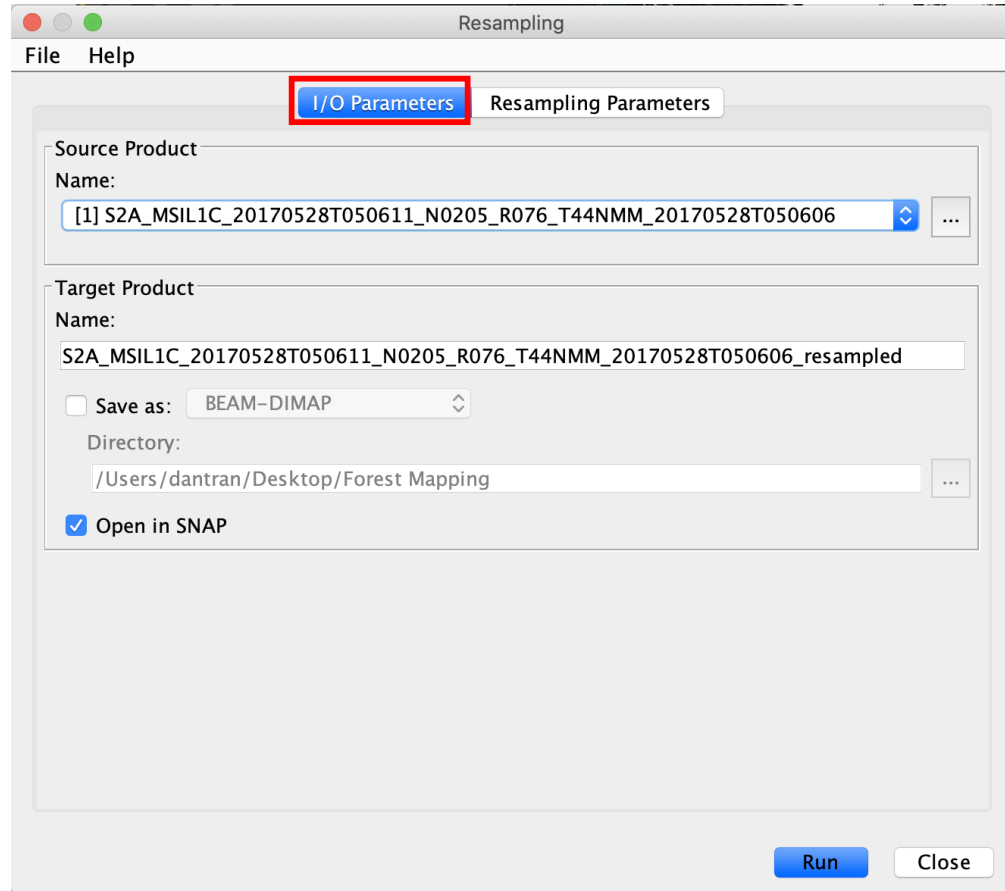 Resampling
File Help
I/O Parameters Resampling Parameters
Source Product
Name:
[1] S2A_MSIL1C_20170528T050611_N0205_R076_T44NMM_20170528T050606
...
Target Product
Name:
S2A_MSIL1C_20170528T050611_N0205_R076_T44NMM_20170528T050606_resampled
Save as: BEAM-DIMAP
Directory:
/Users/dantran/Desktop/Forest Mapping
...
Open in SNAP
Run Close